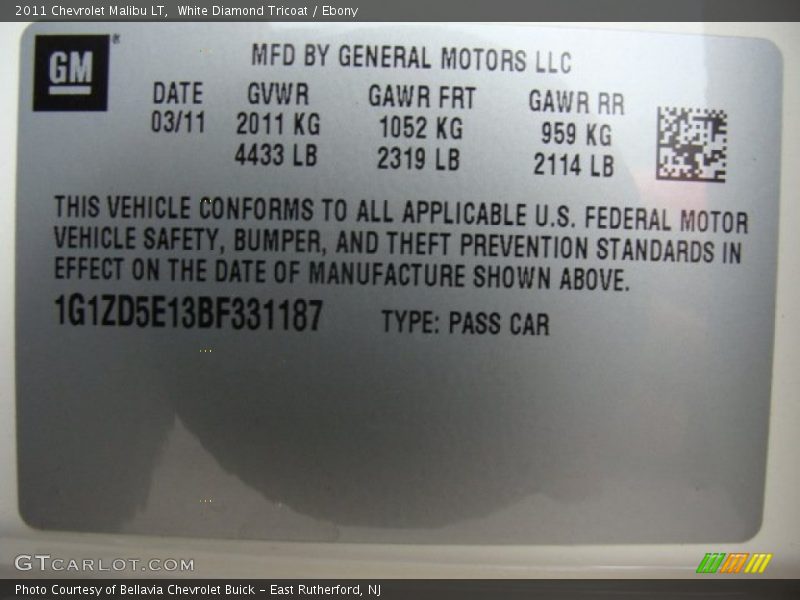 2011 Chevrolet Malibu LT,  White Diamond Tricoat / Ebony
GM ®
MFD BY GENERAL MOTORS LLC
DATE GVWR GAWR FRT GAWR RR
03/11 2011 KG 1052 KG 959 KG
4433 LB 2319 LB 2114 LB
THIS VEHICLE CONFORMS TO ALL APPLICABLE U.S. FEDERAL MOTOR
VEHICLE SAFETY, BUMPER, AND THEFT PREVENTION STANDARDS IN
EFFECT ON THE DATE OF MANUFACTURE SHOWN ABOVE.
1G1ZD5E13BF331187 TYPE: PASS CAR
GTCARLOT.COM
Photo Courtesy of Bellavia Chevrolet Buick - East Rutherford, NJ